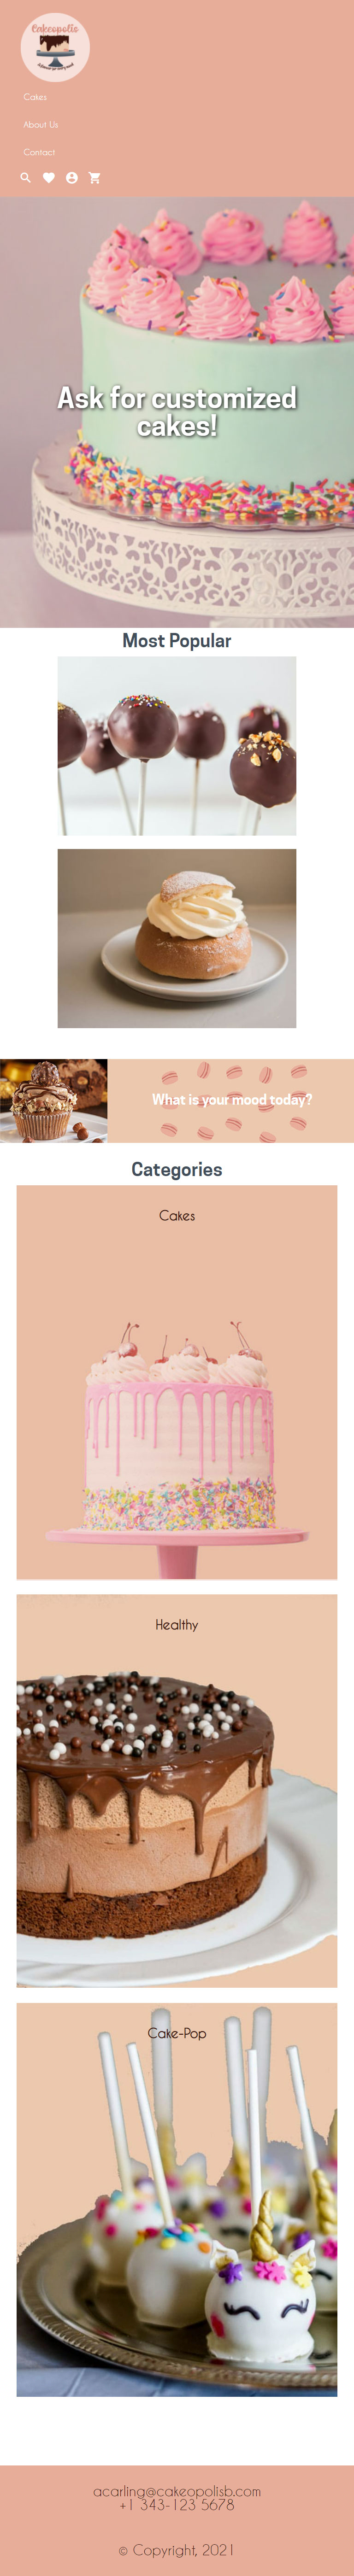 Cakeopolis
Cakes
About Us
Contact
Ask for customized
cakes!
Most Popular
What is your mood today?
Categories
Cakes
Healthy
Cake-Pop
acarling@cakeopolisb.com
+1 343-123 5678
© Copyright, 2021